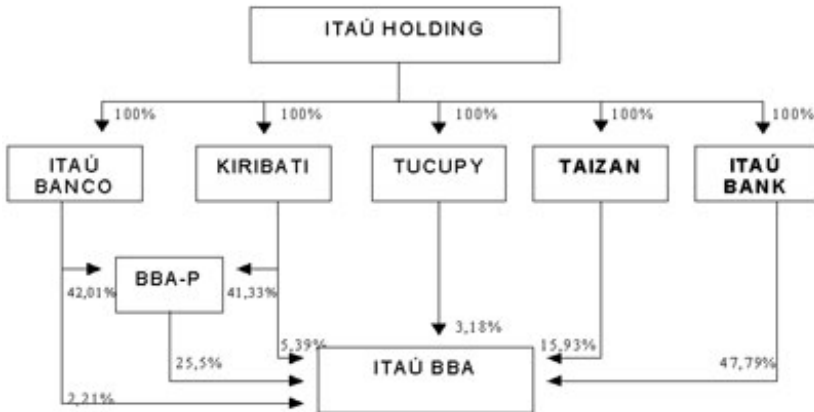 ITAÚ HOLDING
100% 100% 100% 100% 100%
ITAÚ BANCO
KIRIBATI
TUCUPY
TAIZAN
ITAÚ BANK
BBA-P
42,01% 41,33%
3,18%
5,39% 15,93%
25,5% 47,79%
ITAÚ BBA
2,21%